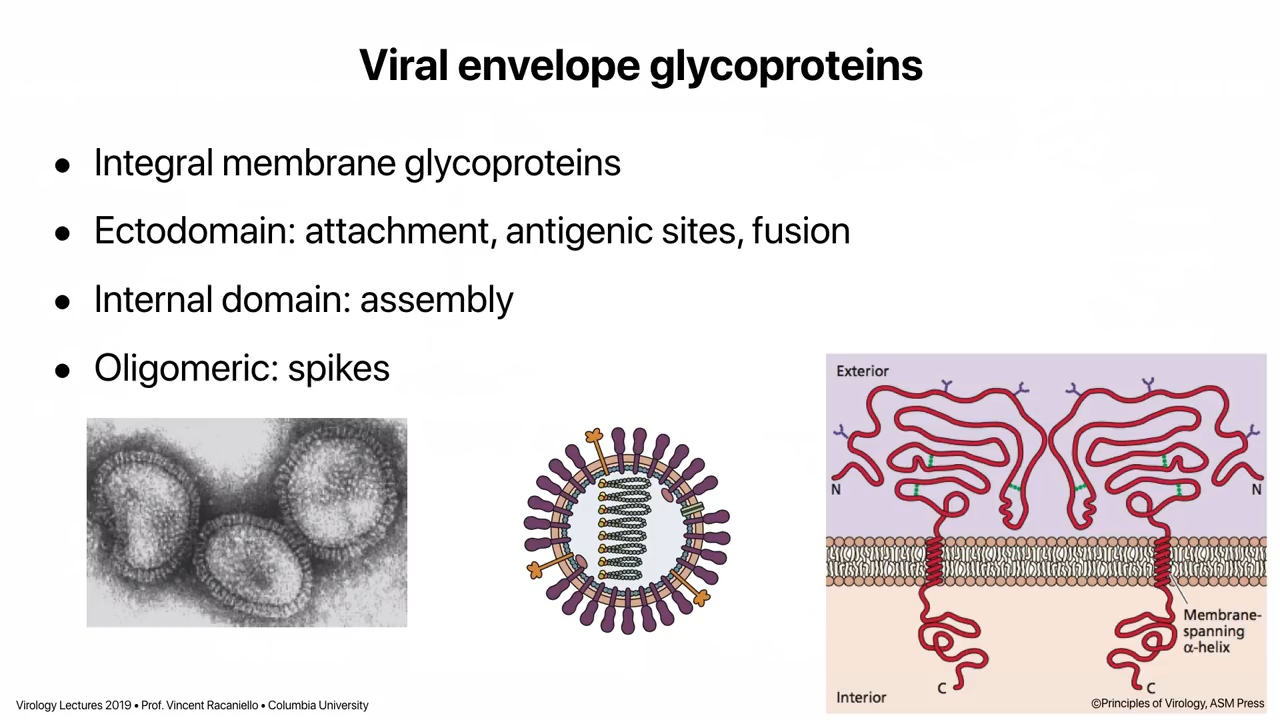 Viral envelope glycoproteins
• Integral membrane glycoproteins
• Ectodomain: attachment, antigenic sites, fusion
• Internal domain: assembly
• Oligomeric: spikes
Exterior
N
N
Membrane-
spanning
α-helix
C
C
Interior
©Principles of Virology, ASM Press
Virology Lectures 2019 • Prof. Vincent Racaniello • Columbia University